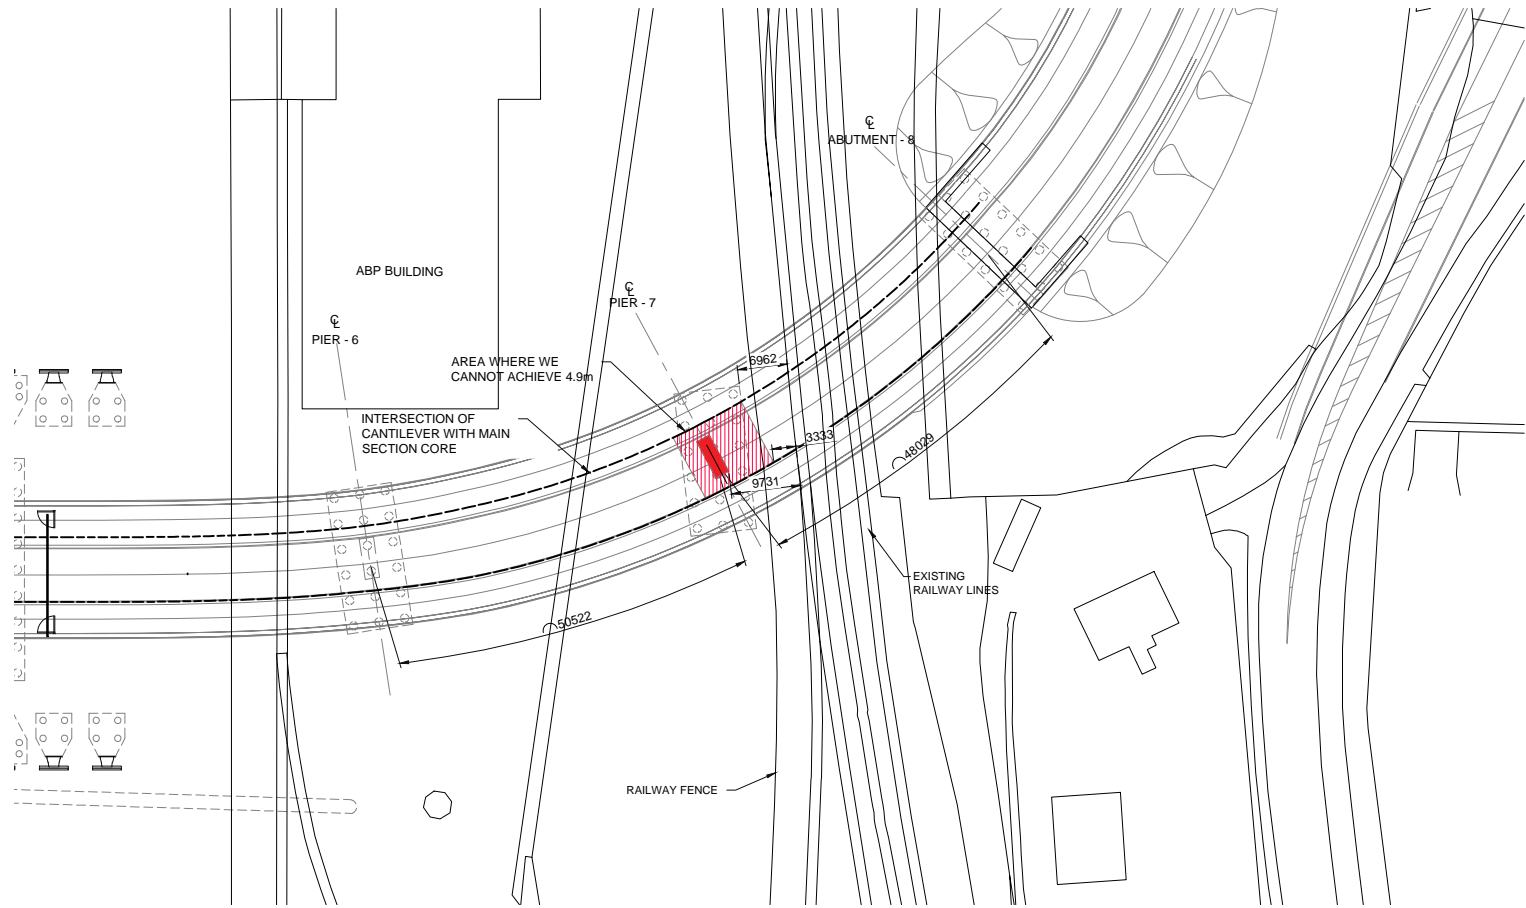 ℄
ABUTMENT - 8
ABP BUILDING
℄
PIER - 7
℄
PIER - 6
AREA WHERE WE
CANNOT ACHIEVE 4.9m
6962
INTERSECTION OF
CANTILEVER WITH MAIN
SECTION CORE
3333
48029
9731
EXISTING
RAILWAY LINES
50522
RAILWAY FENCE